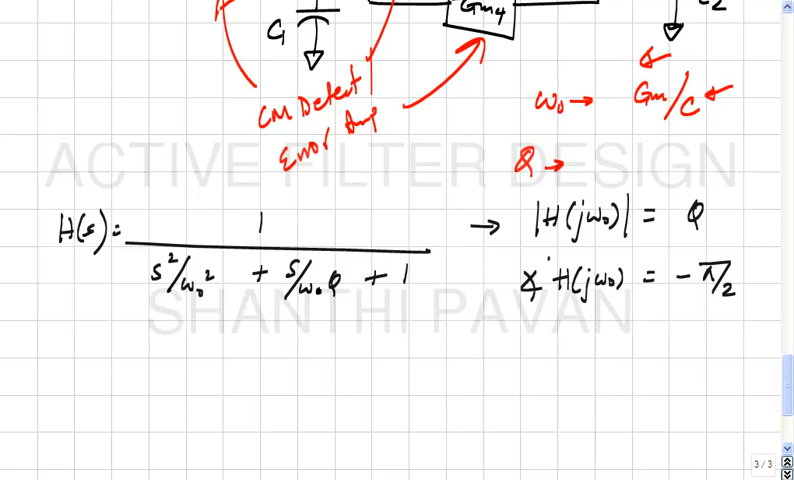 Gm4
C1
C2
CM Detect
Error Amp
ω₀ → Gm/C
Q →
ACTIVE FILTER DESIGN
H(s) = 1 / (s²/ω₀² + s/ω₀Q + 1) → |H(jω₀)| = Q
∡ H(jω₀) = -π/2
SHANTHI PAVAN
3 / 3